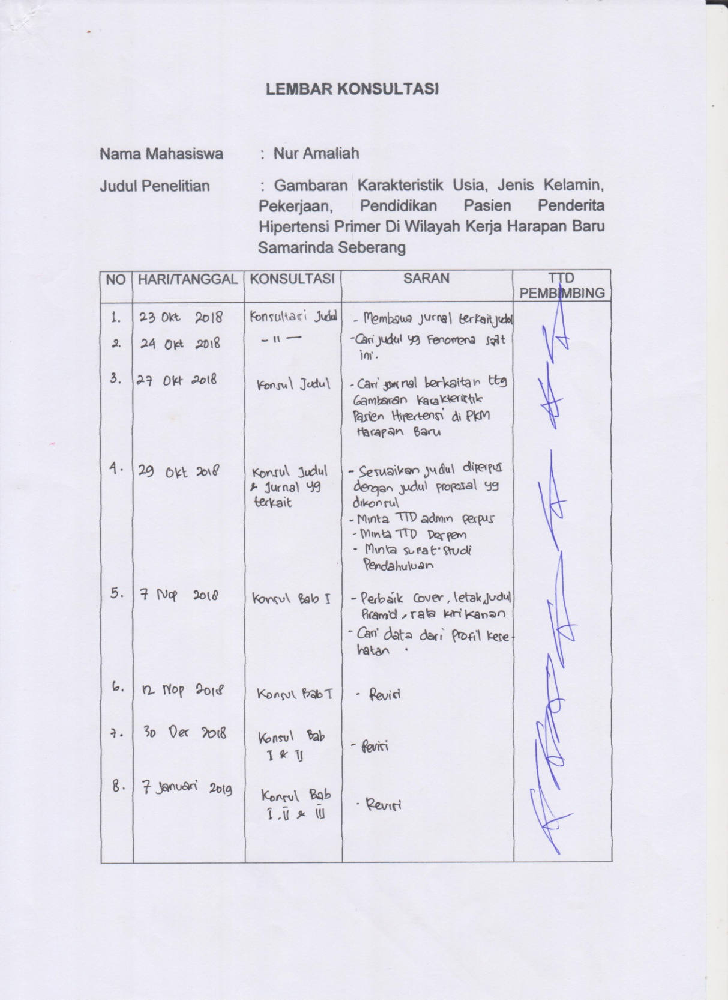 LEMBAR KONSULTASI
Nama Mahasiswa : Nur Amaliah
Judul Penelitian : Gambaran Karakteristik Usia, Jenis Kelamin,
Pekerjaan, Pendidikan Pasien Penderita
Hipertensi Primer Di Wilayah Kerja Harapan Baru
Samarinda Seberang
NO HARI/TANGGAL KONSULTASI SARAN TTD
PEMBIMBING
1. 23 Okt 2018 Konsultasi Judul - Membawa jurnal terkait judul
2. 24 Okt 2018 - " - - Cari judul yg Fenomena saat
ini.
3. 27 Okt 2018 Konsul Judul - Cari jurnal berkaitan ttg
Gambaran Karakteristik
Pasien Hipertensi di PKM
Harapan Baru
4. 29 Okt 2018 Konsul Judul - Sesuaikan judul diperpus
& Jurnal yg dengan judul proposal yg
terkait dikonsul
- Minta TTD admin perpus
- Minta TTD Dospem
- Minta surat studi
Pendahuluan
5. 7 Nop 2018 Konsul Bab I - Perbaik Cover, letak judul
Piramid, rata kiri kanan
- Cari data dari Profil kese-
hatan.
6. 12 Nop 2018 Konsul Bab I - Revisi
7. 30 Des 2018 Konsul Bab
I & II - Revisi
8. 7 Januari 2019 Konsul Bab
I, II & III - Revisi